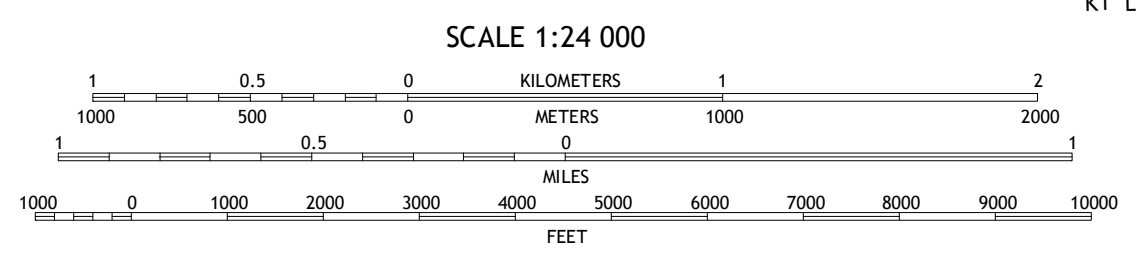 SCALE 1:24 000
1 0.5 0 KILOMETERS 1 2
1000 500 0 METERS 1000 2000
1 0.5 0 1
MILES
1000 0 1000 2000 3000 4000 5000 6000 7000 8000 9000 10000
FEET